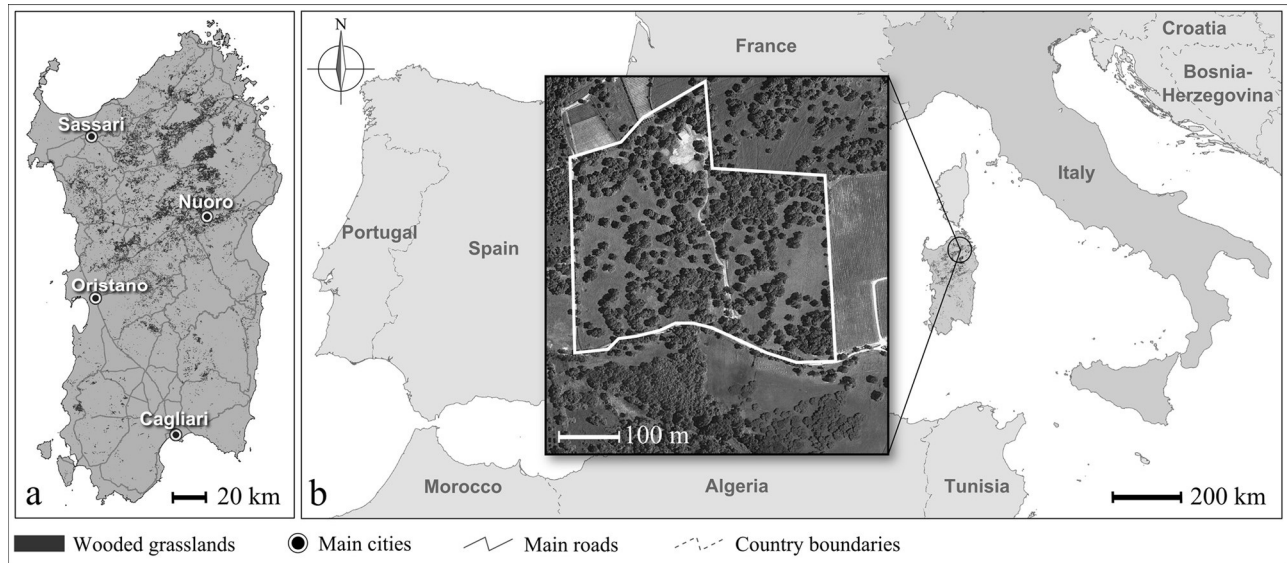 Sassari
Nuoro
Oristano
Cagliari
a
20 km
N
France
Croatia
Bosnia-
Herzegovina
Italy
Portugal
Spain
100 m
b
Morocco
Algeria
Tunisia
200 km
Wooded grasslands
Main cities
Main roads
Country boundaries